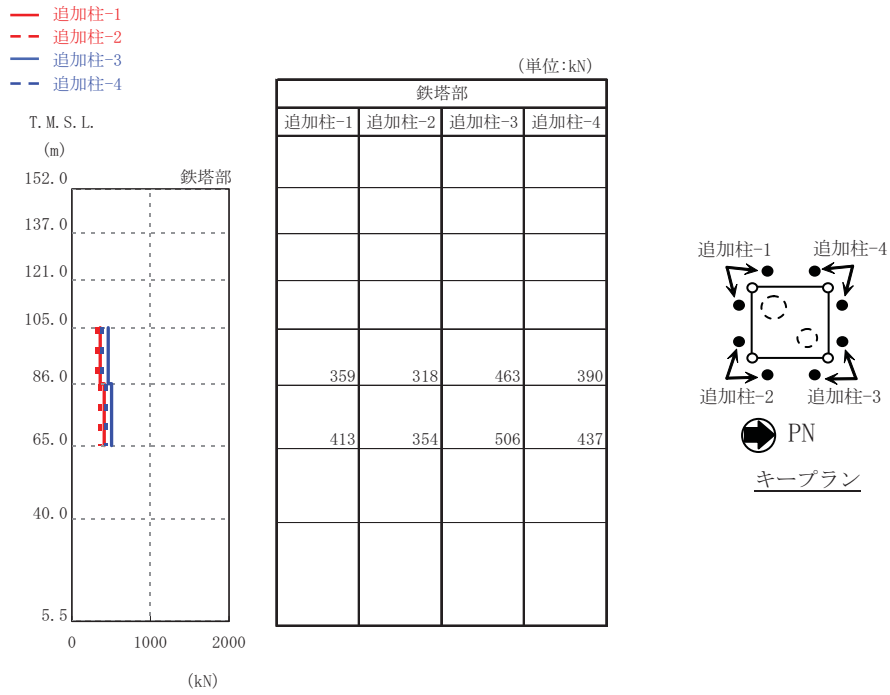 追加柱-1
追加柱-2
追加柱-3
追加柱-4
T.M.S.L.
(m)
鉄塔部
152.0
137.0
121.0
105.0
86.0
65.0
40.0
5.5
0 1000 2000
(kN)
(単位:kN)
鉄塔部
追加柱-1 追加柱-2 追加柱-3 追加柱-4
359 318 463 390
413 354 506 437
追加柱-1 追加柱-4
追加柱-2 追加柱-3
PN
キープラン